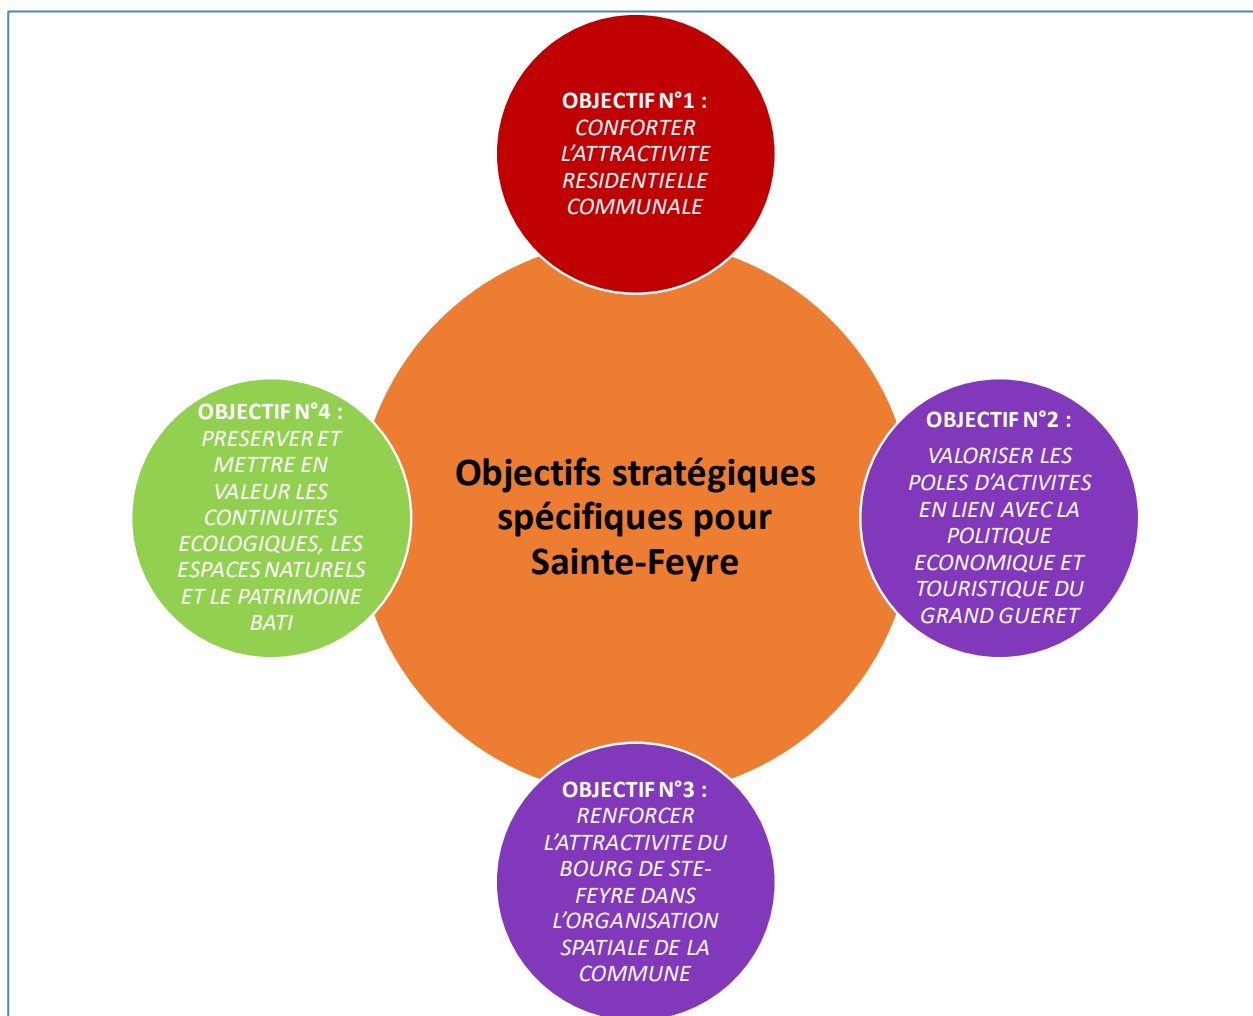 OBJECTIF N°1 :
CONFORTER
L'ATTRACTIVITE
RESIDENTIELLE
COMMUNALE
OBJECTIF N°4 :
PRESERVER ET
METTRE EN
VALEUR LES
CONTINUITES
ECOLOGIQUES, LES
ESPACES NATURELS
ET LE PATRIMOINE
BATI
Objectifs stratégiques
spécifiques pour
Sainte-Feyre
OBJECTIF N°2 :
VALORISER LES
POLES D'ACTIVITES
EN LIEN AVEC LA
POLITIQUE
ECONOMIQUE ET
TOURISTIQUE DU
GRAND GUERET
OBJECTIF N°3 :
RENFORCER
L'ATTRACTIVITE DU
BOURG DE STE-
FEYRE DANS
L'ORGANISATION
SPATIALE DE LA
COMMUNE